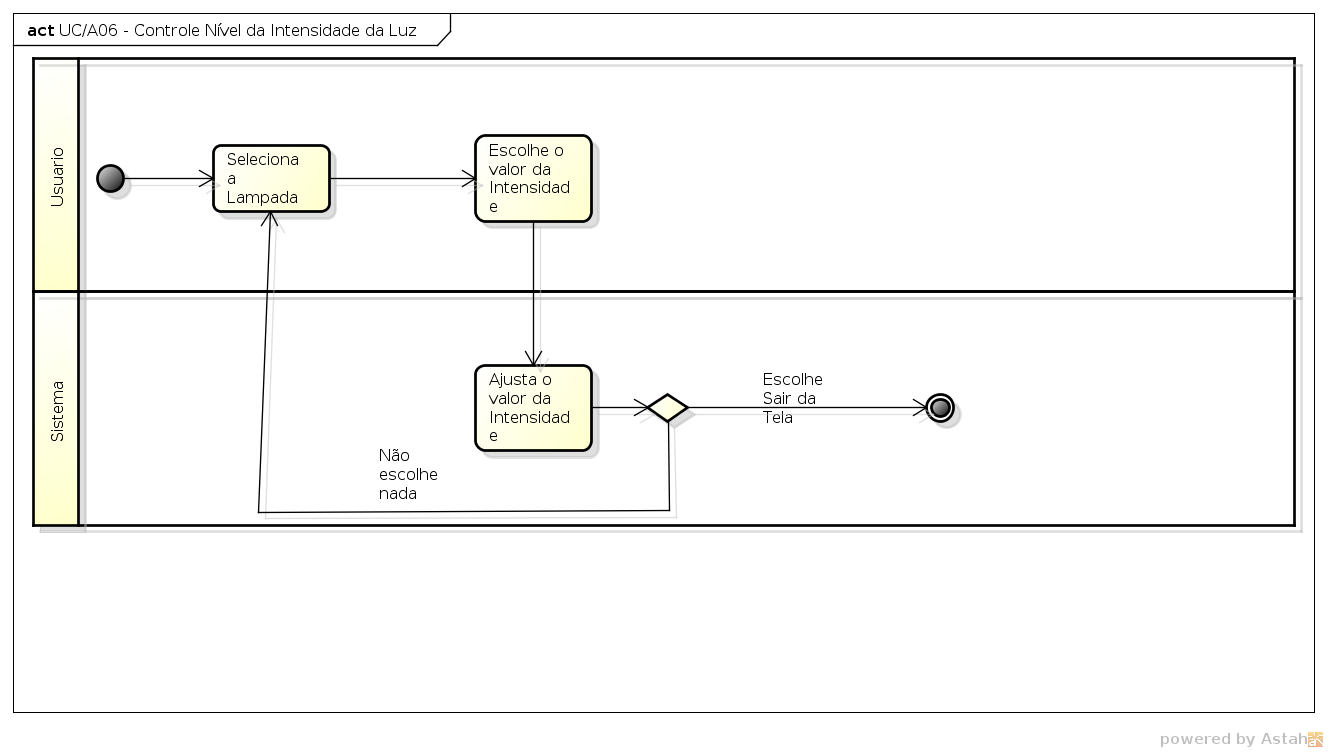 act UC/A06 - Controle Nível da Intensidade da Luz
Usuario
Seleciona
a
Lampada
Escolhe o
valor da
Intensidad
e
Sistema
Ajusta o
valor da
Intensidad
e
Escolhe
Sair da
Tela
Não
escolhe
nada
powered by Astah